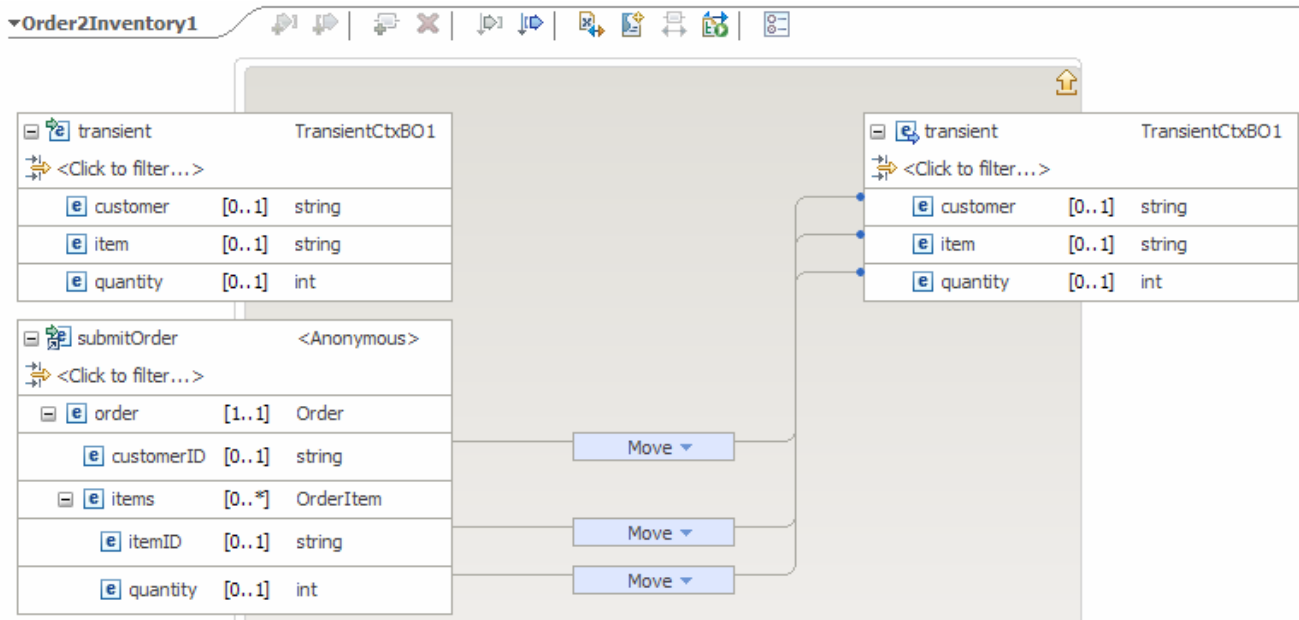 Order2Inventory1
transient TransientCtxBO1
<Click to filter...>
customer [0..1] string
item [0..1] string
quantity [0..1] int
submitOrder <Anonymous>
<Click to filter...>
order [1..1] Order
customerID [0..1] string
items [0..*] OrderItem
itemID [0..1] string
quantity [0..1] int
Move
Move
Move
transient TransientCtxBO1
<Click to filter...>
customer [0..1] string
item [0..1] string
quantity [0..1] int